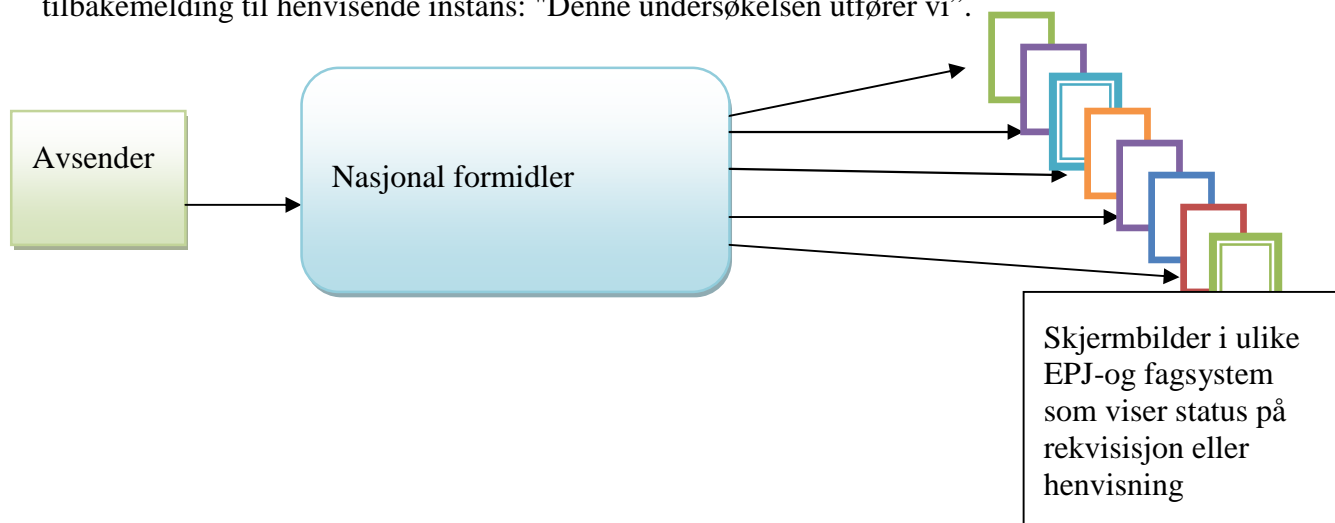 tilbakemelding til henvisende instans: "Denne undersøkelsen utfører vi”.
Avsender
Nasjonal formidler
Skjermbilder i ulike
EPJ-og fagsystem
som viser status på
rekvisisjon eller
henvisning